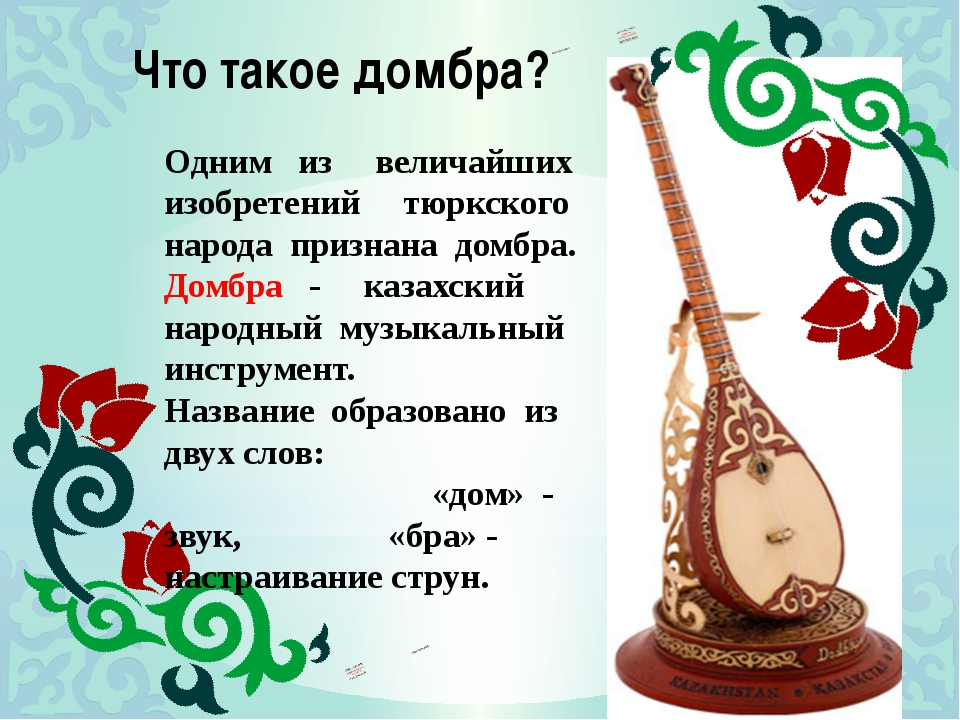 Что такое домбра?
Одним из величайших
изобретений тюркского
народа признана домбра.
Домбра - казахский
народный музыкальный
инструмент.
Название образовано из
двух слов:
«дом» -
звук, «бра» -
настраивание струн.
KAZAKHSTAN